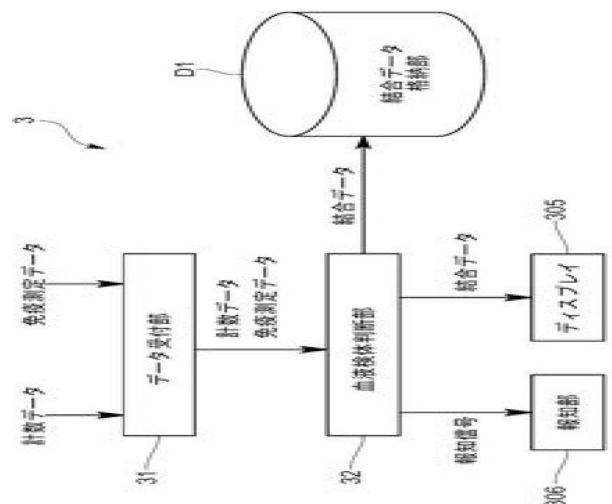 3
計数データ
免疫測定データ
31
データ受付部
計数データ
免疫測定データ
32
血液検体判断部
結合データ
D1
結合データ
格納部
報知信号
結合データ
306
報知部
305
ディスプレイ